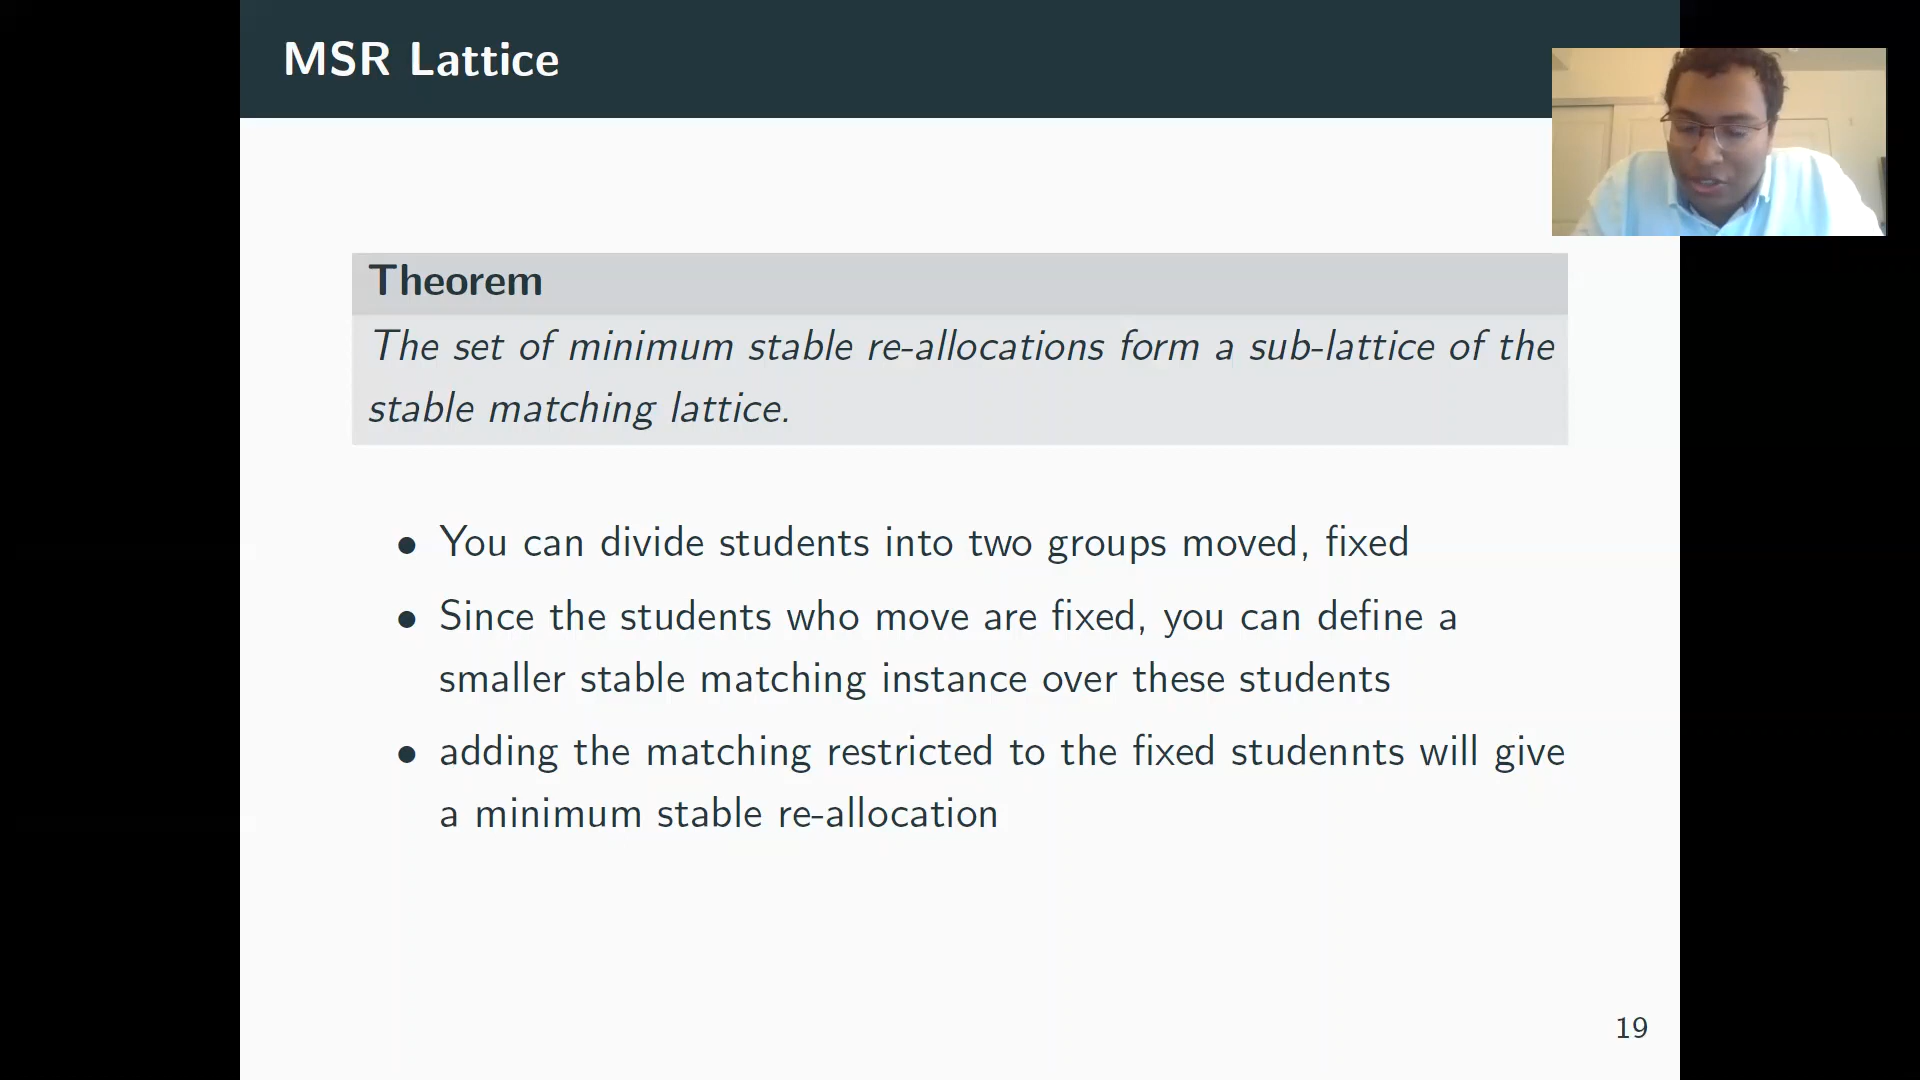 MSR Lattice
Theorem
The set of minimum stable re-allocations form a sub-lattice of the
stable matching lattice.
• You can divide students into two groups moved, fixed
• Since the students who move are fixed, you can define a
smaller stable matching instance over these students
• adding the matching restricted to the fixed studennts will give
a minimum stable re-allocation
19